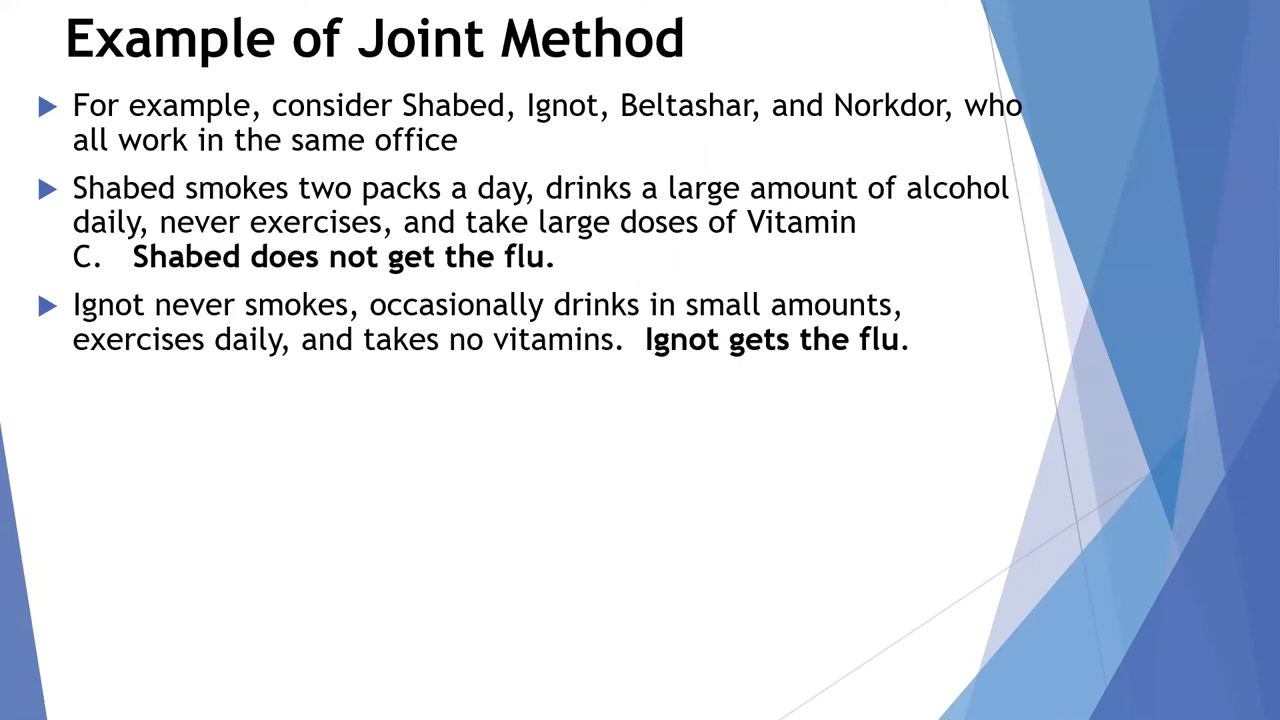 Example of Joint Method
For example, consider Shabed, Ignot, Beltashar, and Norkdor, who
all work in the same office
Shabed smokes two packs a day, drinks a large amount of alcohol
daily, never exercises, and take large doses of Vitamin
C. Shabed does not get the flu.
Ignot never smokes, occasionally drinks in small amounts,
exercises daily, and takes no vitamins. Ignot gets the flu.